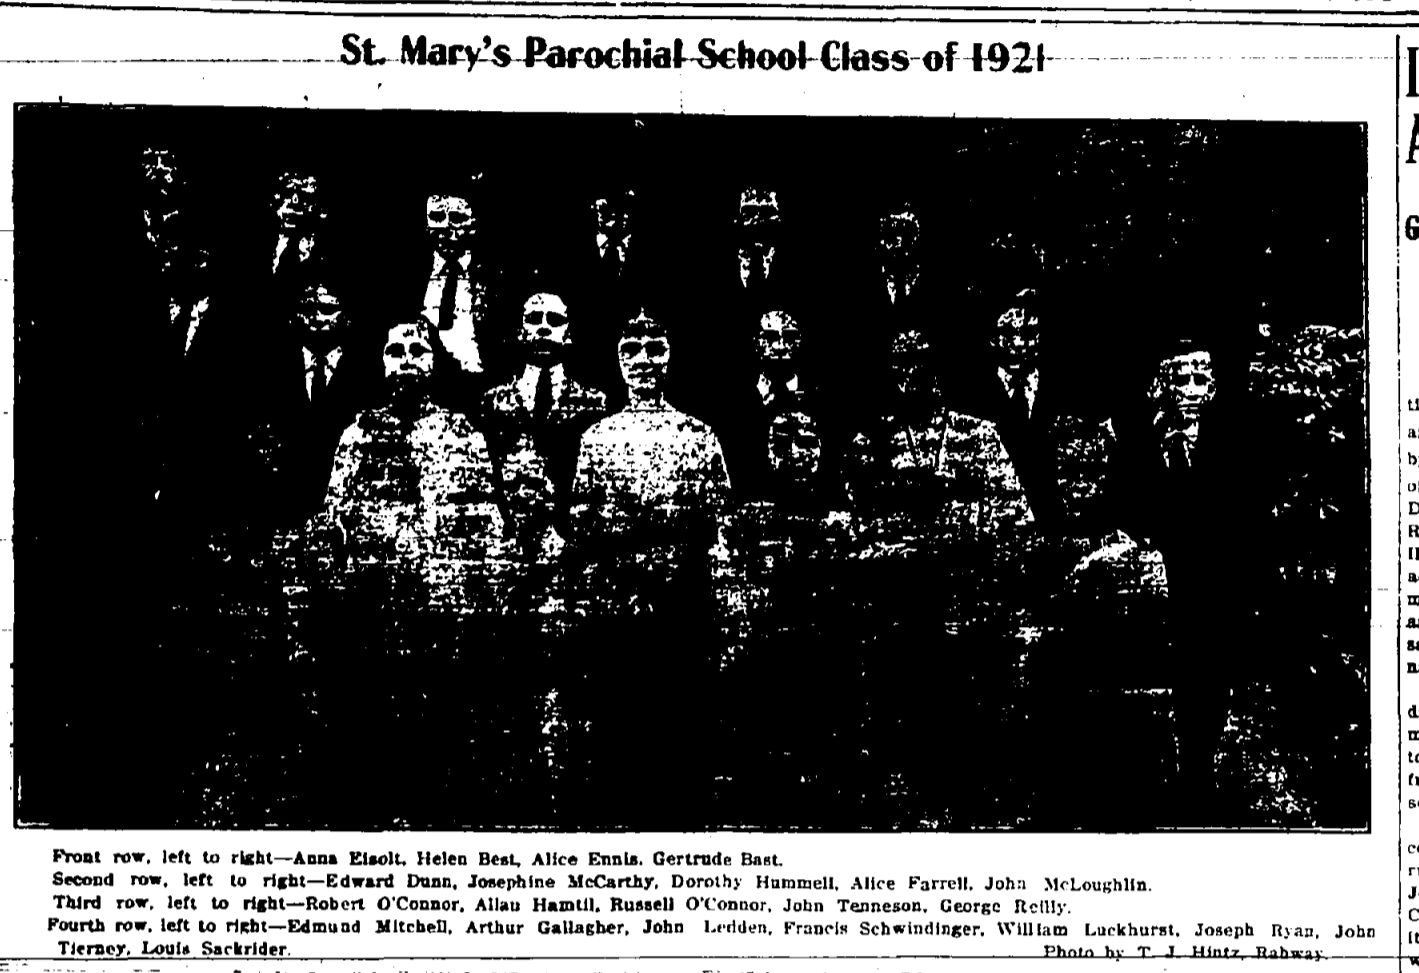 St. Mary's Parochial School Class of 1921
Front row, left to right—Anna Eisolt, Helen Best, Alice Ennis, Gertrude Bast.
Second row, left to right—Edward Dunn, Josephine McCarthy, Dorothy Hummell, Alice Farrell, John McLoughlin.
Third row, left to right—Robert O'Connor, Allan Hamtil, Russell O'Connor, John Tenneson, George Reilly.
Fourth row, left to right—Edmund Mitchell, Arthur Gallagher, John Ledden, Francis Schwindinger, William Luckhurst, Joseph Ryan, John
Tierney, Louis Sackrider.
Photo by T. J. Hintz, Rahway.